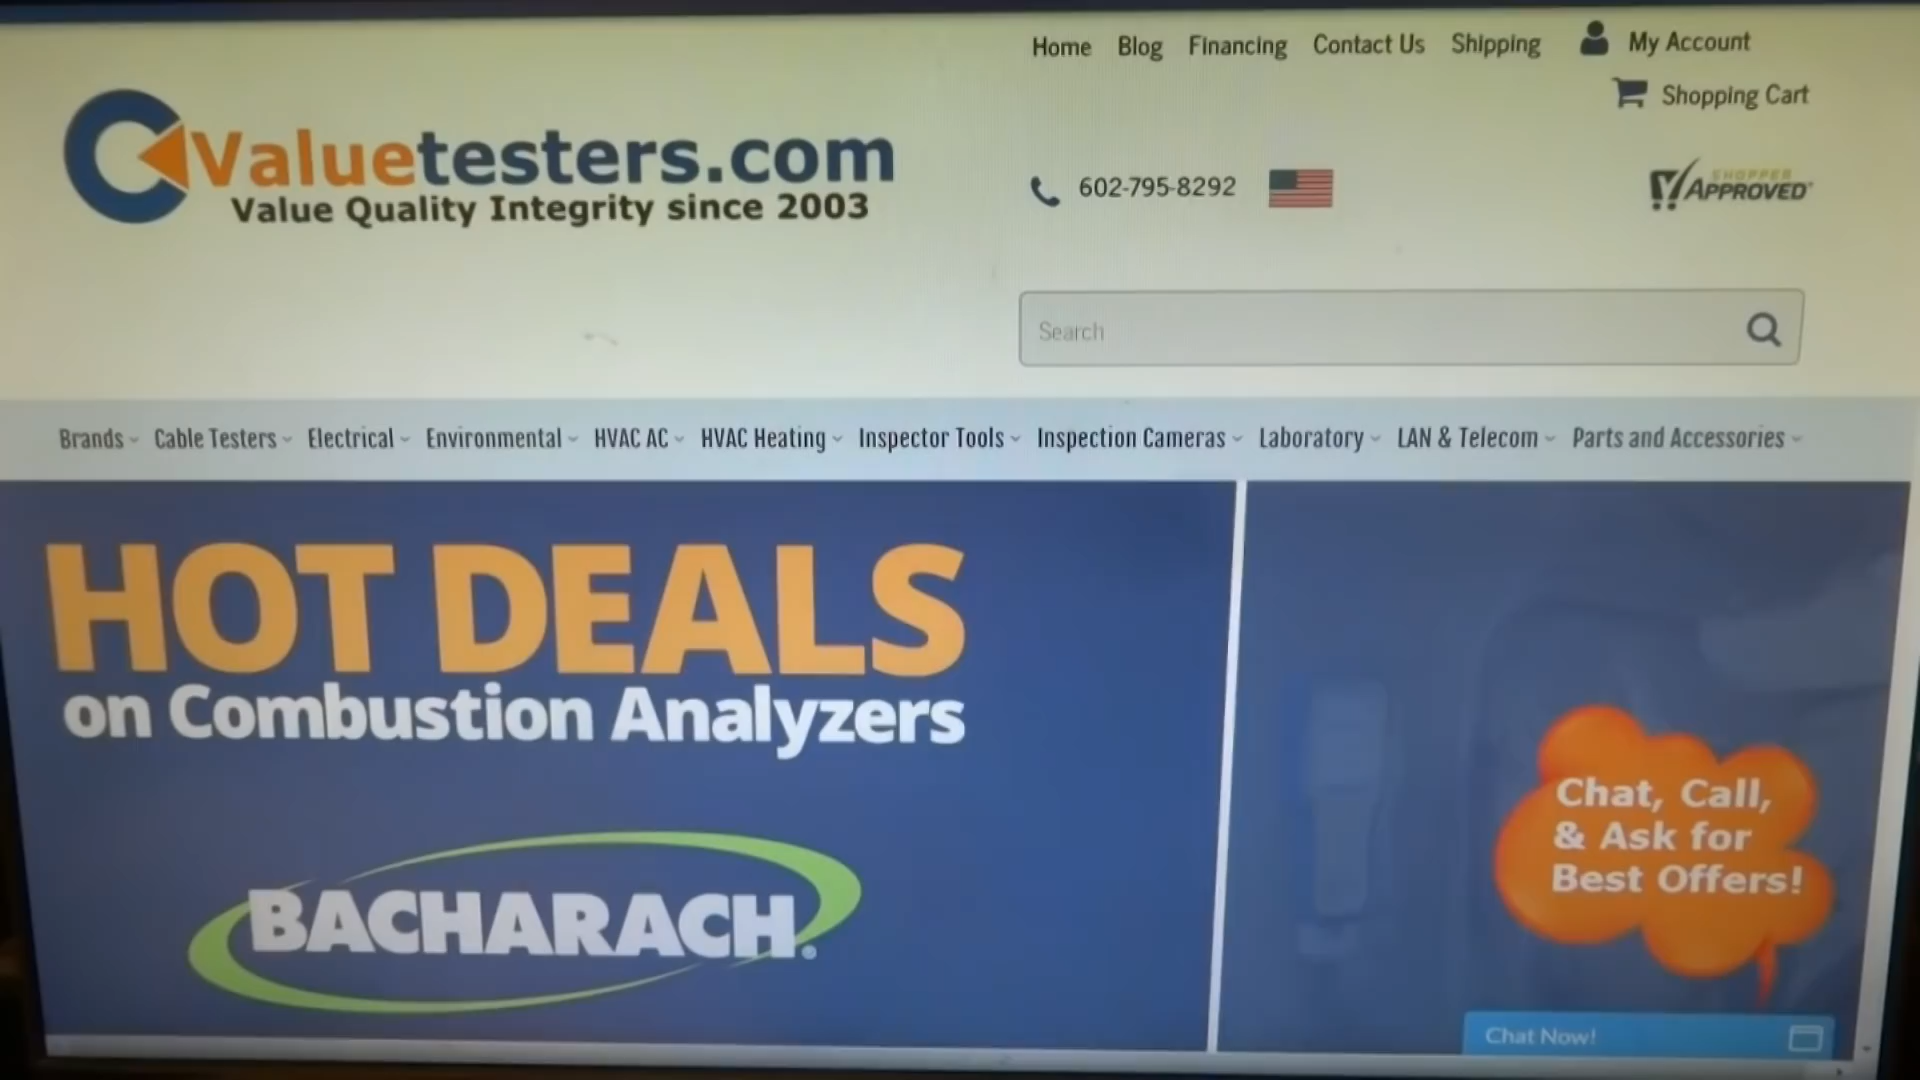 Home Blog Financing Contact Us Shipping My Account
Shopping Cart
Valuetesters.com
Value Quality Integrity since 2003
602-795-8292
SHOPPER
APPROVED
Search
Brands Cable Testers Electrical Environmental HVAC AC HVAC Heating Inspector Tools Inspection Cameras Laboratory LAN & Telecom Parts and Accessories
HOT DEALS
on Combustion Analyzers
BACHARACH®
Chat, Call,
& Ask for
Best Offers!
Chat Now!